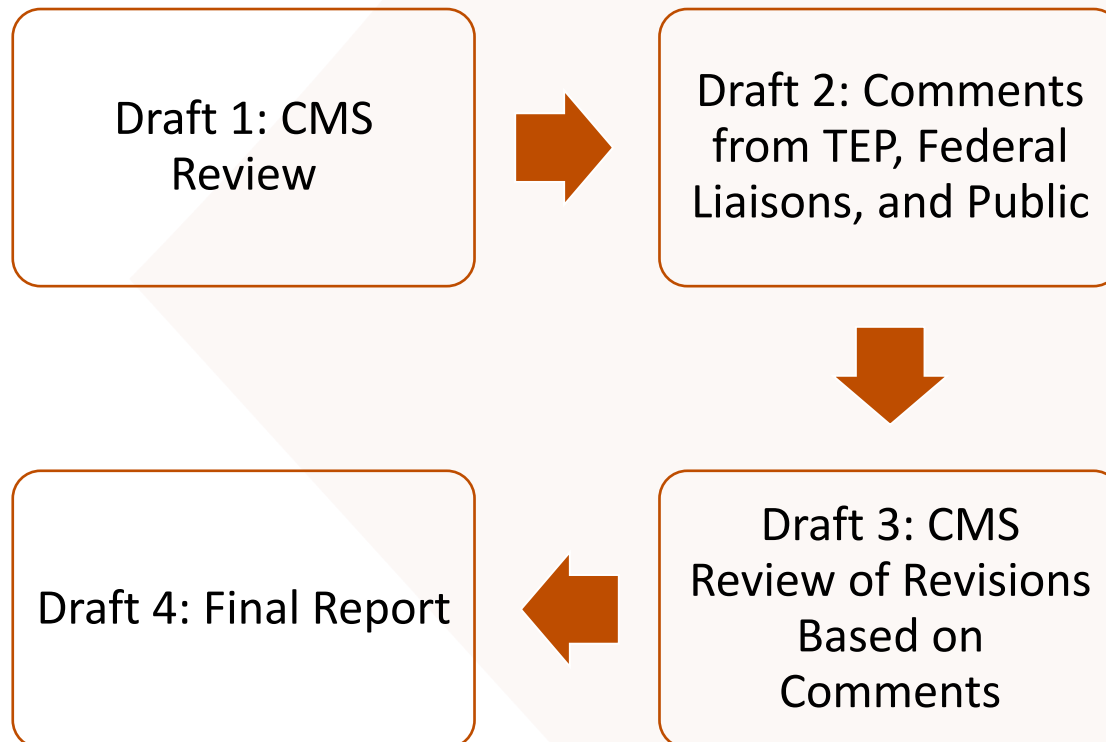 Draft 1: CMS
Review
Draft 2: Comments
from TEP, Federal
Liaisons, and Public
Draft 3: CMS
Review of Revisions
Based on
Comments
Draft 4: Final Report